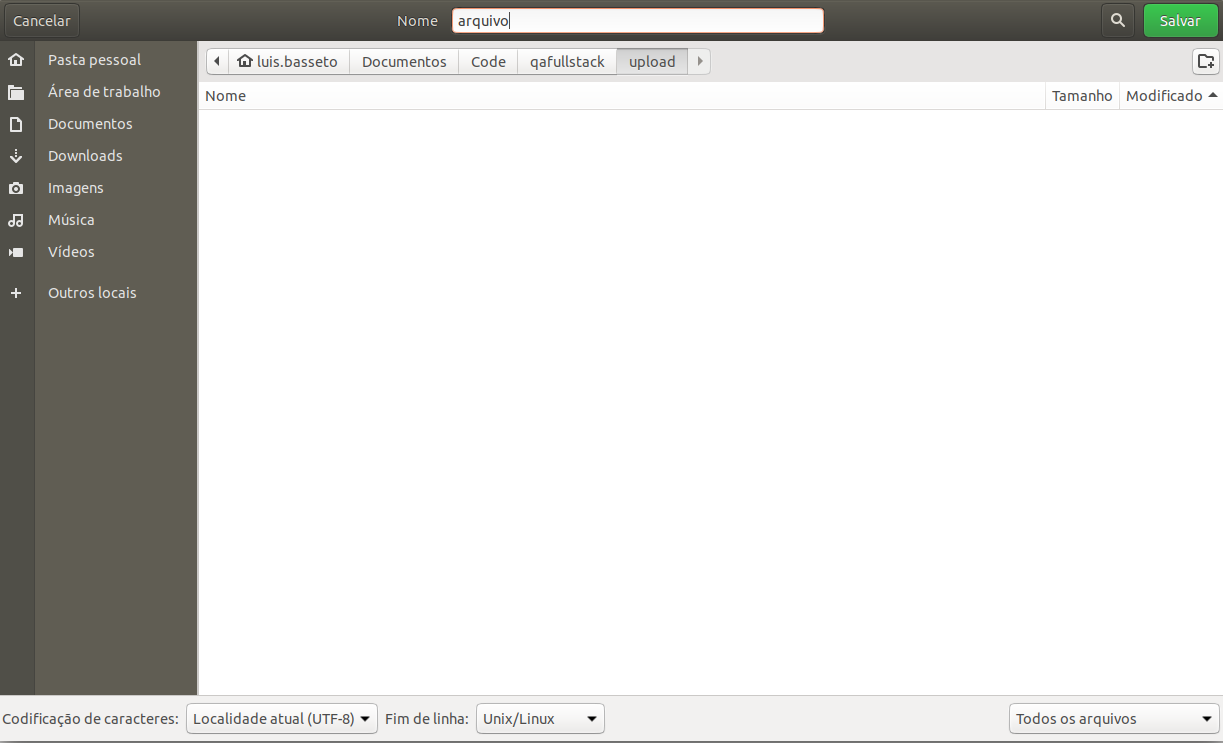 Cancelar Nome arquivo Salvar
Pasta pessoal
Área de trabalho
Documentos
Downloads
Imagens
Música
Vídeos
Outros locais
luis.basseto Documentos Code qafullstack upload
Nome Tamanho Modificado
Codificação de caracteres: Localidade atual (UTF-8) Fim de linha: Unix/Linux Todos os arquivos